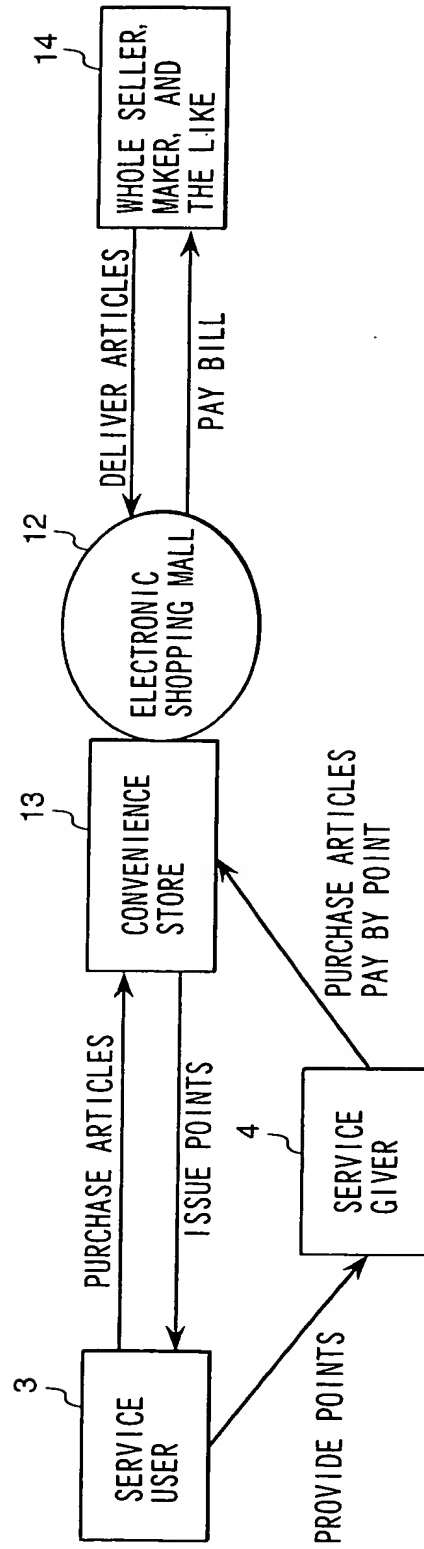 3
SERVICE
USER
PURCHASE ARTICLES
ISSUE POINTS
PROVIDE POINTS
4
SERVICE
GIVER
PURCHASE ARTICLES
PAY BY POINT
13
CONVENIENCE
STORE
12
ELECTRONIC
SHOPPING MALL
DELIVER ARTICLES
PAY BILL
14
WHOLE SELLER,
MAKER, AND
THE LIKE